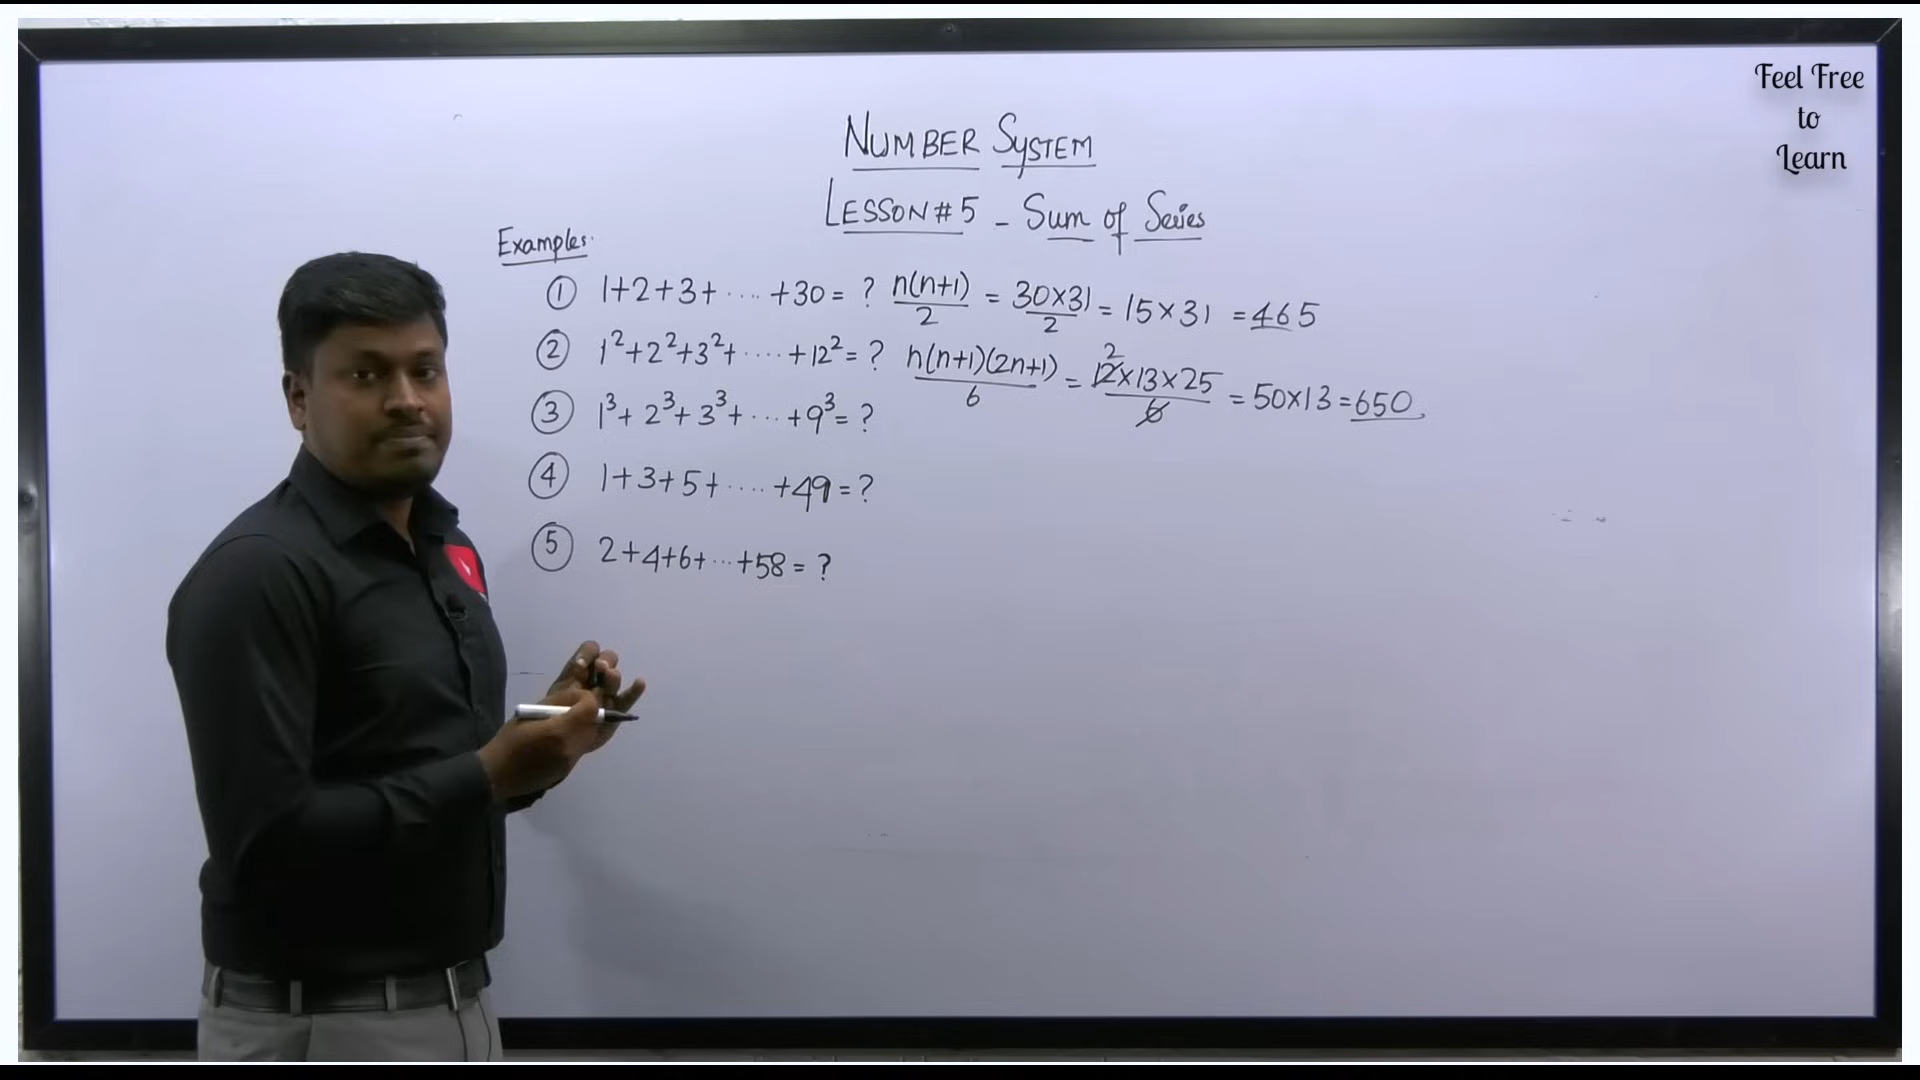 Feel Free
to
Learn
NUMBER SYSTEM
LESSON # 5 - Sum of Series
Examples:
① 1+2+3+ ..... +30 = ? n(n+1)/2 = 30×31/2 = 15×31 = 465
② 1²+2²+3²+ ..... +12² = ? n(n+1)(2n+1)/6 = 12×13×25/6 = 50×13 = 650
2
③ 1³+2³+3³+ .... +9³ = ?
④ 1+3+5+ ..... +49 = ?
⑤ 2+4+6+ ... +58 = ?